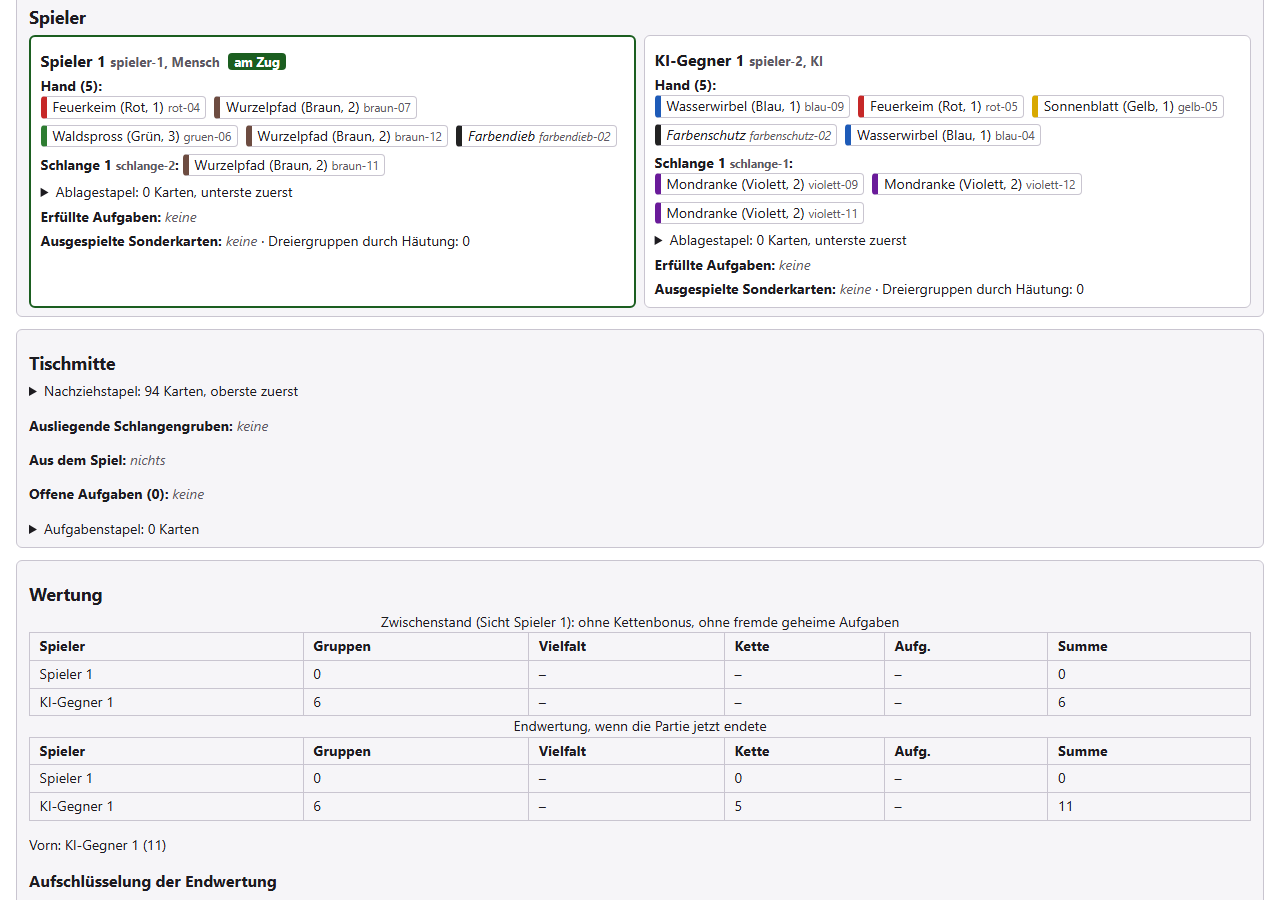 Spieler
Spieler 1 spieler-1, Mensch am Zug
Hand (5):
Feuerkeim (Rot, 1) rot-04 Wurzelpfad (Braun, 2) braun-07
Waldspross (Grün, 3) gruen-06 Wurzelpfad (Braun, 2) braun-12 Farbendieb farbendieb-02
Schlange 1 schlange-2: Wurzelpfad (Braun, 2) braun-11
Ablagestapel: 0 Karten, unterste zuerst
Erfüllte Aufgaben: keine
Ausgespielte Sonderkarten: keine · Dreiergruppen durch Häutung: 0
KI-Gegner 1 spieler-2, KI
Hand (5):
Wasserwirbel (Blau, 1) blau-09 Feuerkeim (Rot, 1) rot-05 Sonnenblatt (Gelb, 1) gelb-05
Farbenschutz farbenschutz-02 Wasserwirbel (Blau, 1) blau-04
Schlange 1 schlange-1:
Mondranke (Violett, 2) violett-09 Mondranke (Violett, 2) violett-12
Mondranke (Violett, 2) violett-11
Ablagestapel: 0 Karten, unterste zuerst
Erfüllte Aufgaben: keine
Ausgespielte Sonderkarten: keine · Dreiergruppen durch Häutung: 0
Tischmitte
Nachziehstapel: 94 Karten, oberste zuerst
Ausliegende Schlangengruben: keine
Aus dem Spiel: nichts
Offene Aufgaben (0): keine
Aufgabenstapel: 0 Karten
Wertung
Zwischenstand (Sicht Spieler 1): ohne Kettenbonus, ohne fremde geheime Aufgaben
Spieler Gruppen Vielfalt Kette Aufg. Summe
Spieler 1 0 – – – 0
KI-Gegner 1 6 – – – 6
Endwertung, wenn die Partie jetzt endete
Spieler Gruppen Vielfalt Kette Aufg. Summe
Spieler 1 0 – 0 – 0
KI-Gegner 1 6 – 5 – 11
Vorn: KI-Gegner 1 (11)
Aufschlüsselung der Endwertung